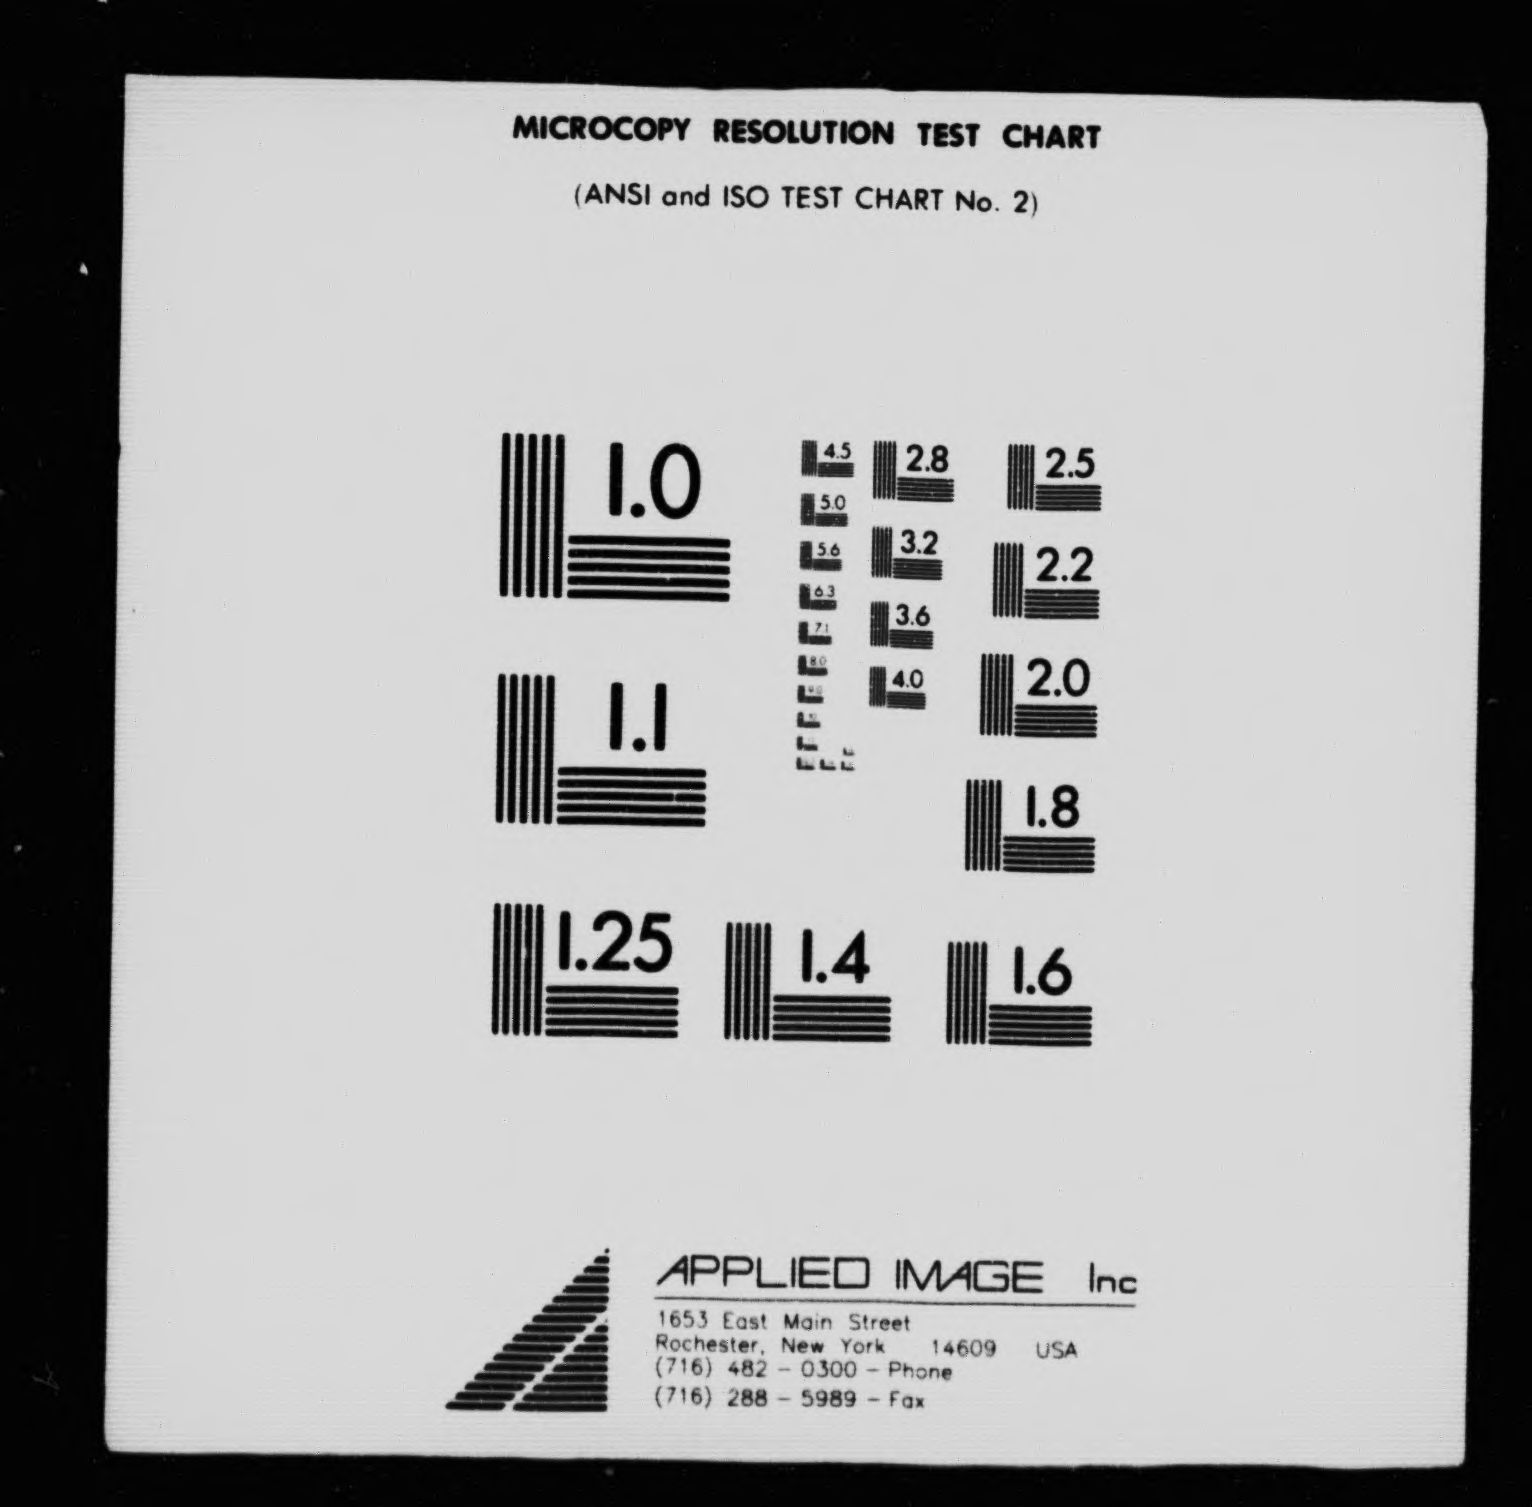 MICROCOPY RESOLUTION TEST CHART
(ANSI and ISO TEST CHART No. 2)
1.0
1.1
1.25
1.4
1.6
1.8
2.0
2.2
2.5
2.8
3.2
3.6
4.0
4.5
5.0
5.6
6.3
7.1
8.0
APPLIED IMAGE Inc
1653 East Main Street
Rochester, New York 14609 USA
(716) 482 - 0300 - Phone
(716) 288 - 5989 - Fax